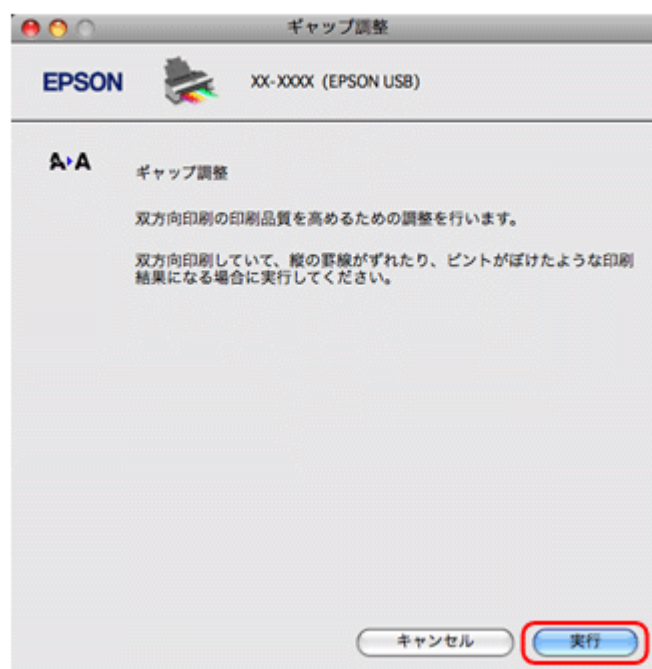 ギャップ調整
EPSON
XX-XXXX (EPSON USB)
A▸A
ギャップ調整
双方向印刷の印刷品質を高めるための調整を行います。
双方向印刷していて、縦の罫線がずれたり、ピントがぼけたような印刷
結果になる場合に実行してください。
キャンセル
実行